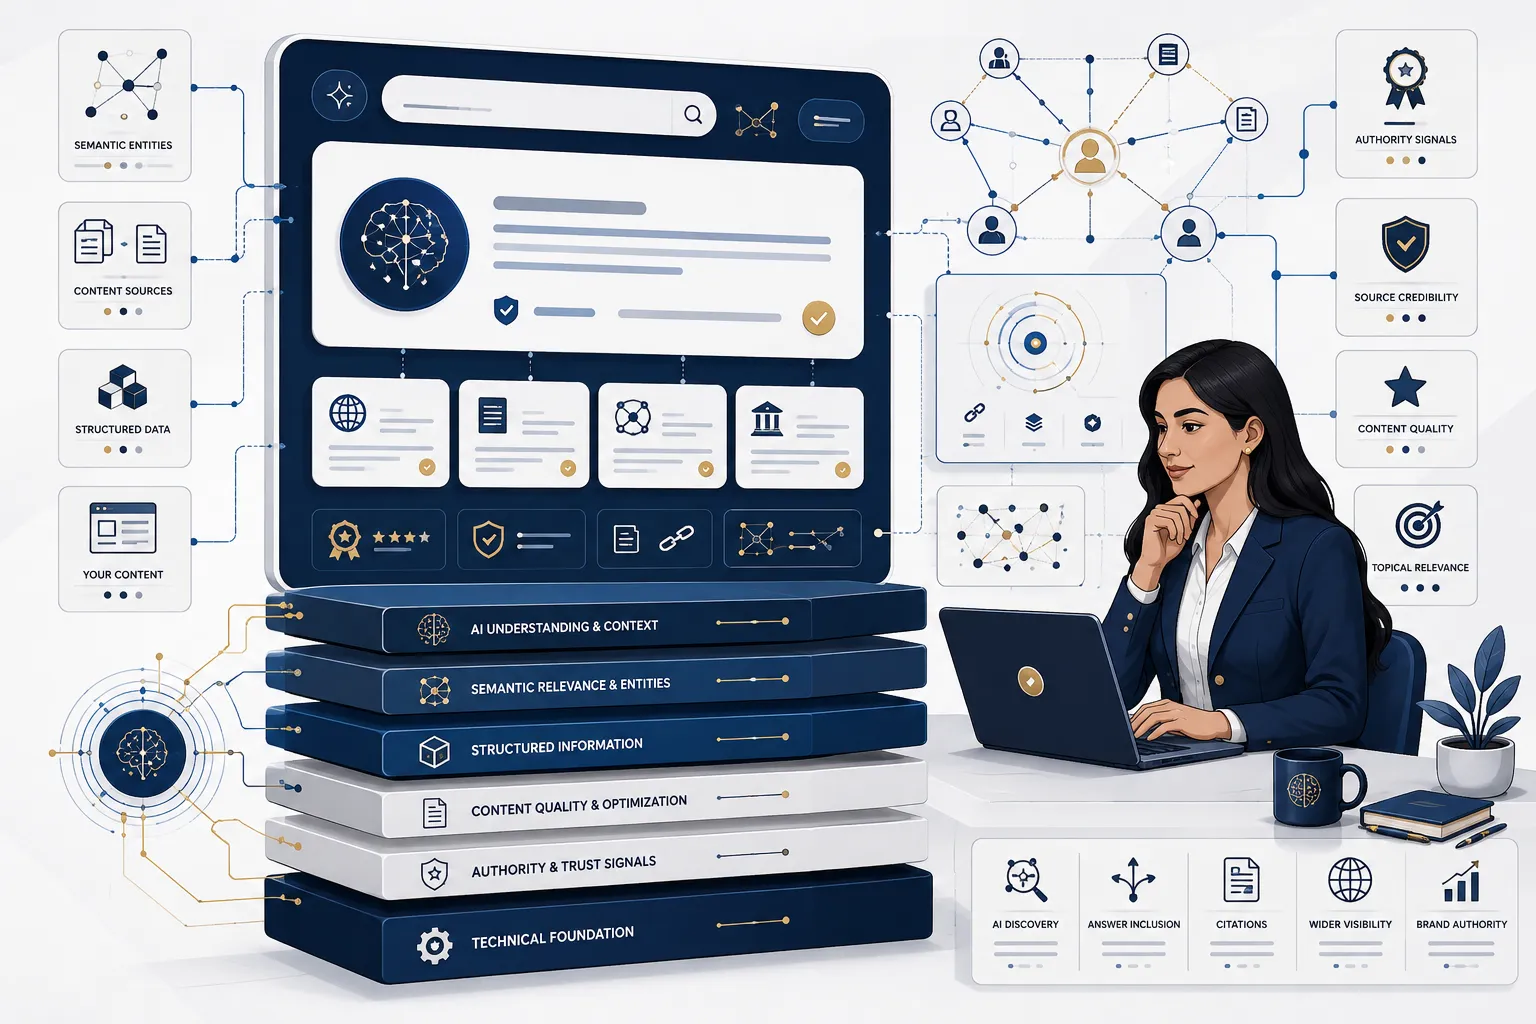 SEMANTIC ENTITIES
CONTENT SOURCES
STRUCTURED DATA
YOUR CONTENT
AUTHORITY SIGNALS
SOURCE CREDIBILITY
CONTENT QUALITY
TOPICAL RELEVANCE
AI UNDERSTANDING & CONTEXT
SEMANTIC RELEVANCE & ENTITIES
STRUCTURED INFORMATION
CONTENT QUALITY & OPTIMIZATION
AUTHORITY & TRUST SIGNALS
TECHNICAL FOUNDATION
AI DISCOVERY
ANSWER INCLUSION
CITATIONS
WIDER VISIBILITY
BRAND AUTHORITY